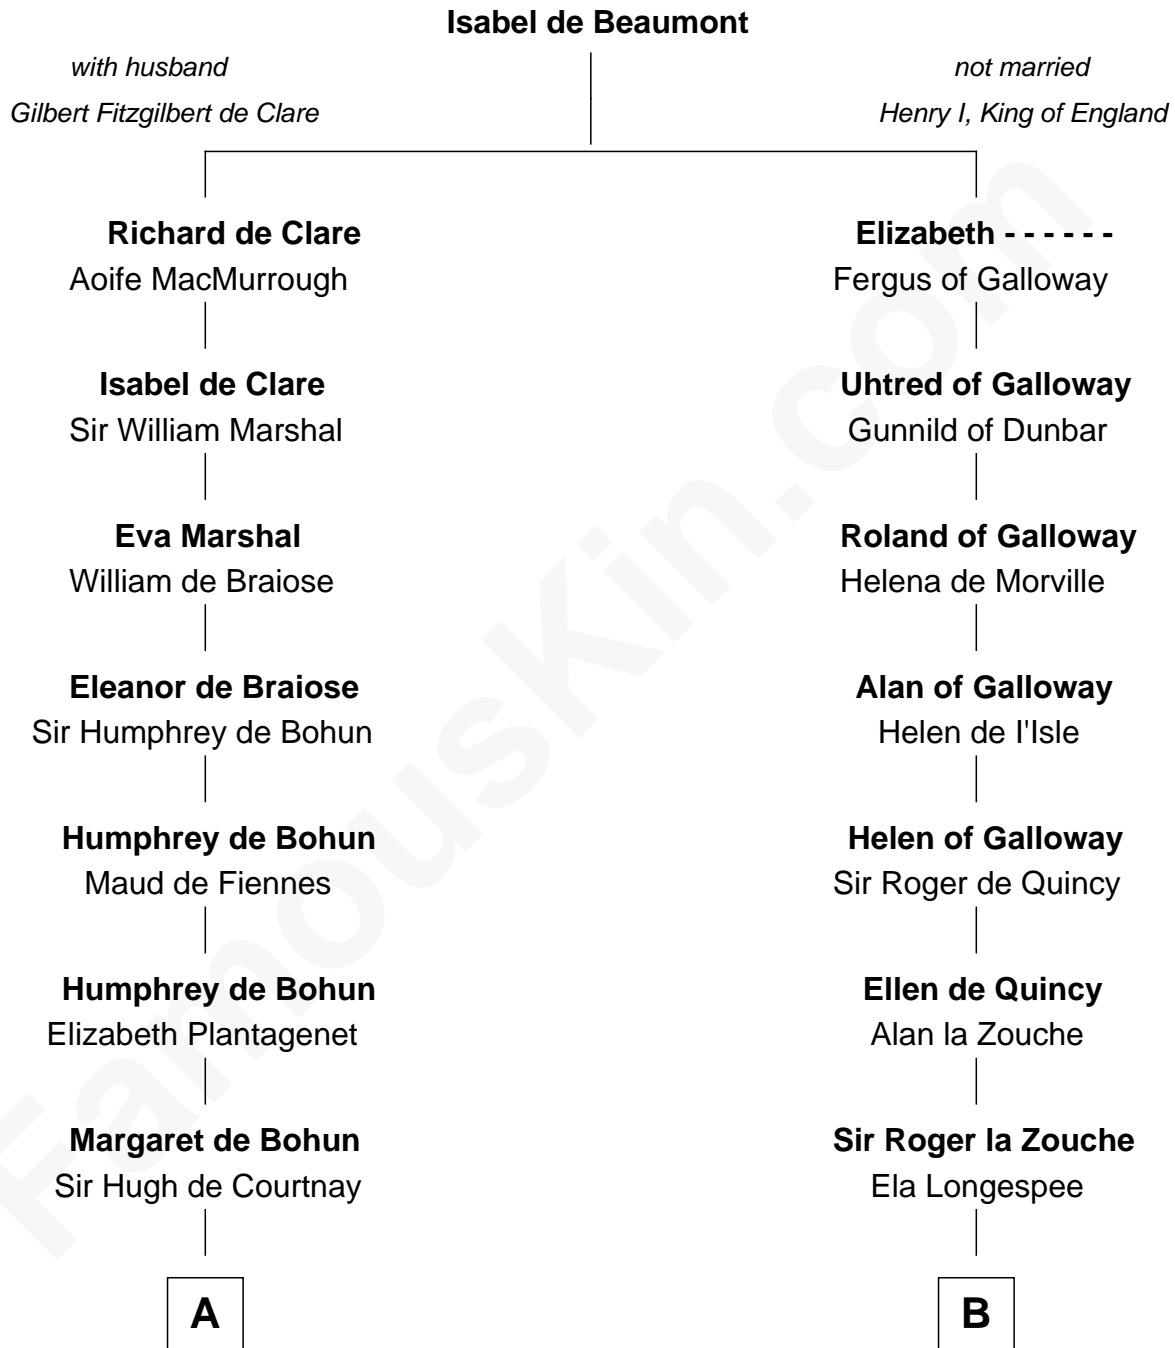 Isabel de Beaumont
with husband
Gilbert Fitzgilbert de Clare
not married
Henry I, King of England
Richard de Clare
Aoife MacMurrough
Isabel de Clare
Sir William Marshal
Eva Marshal
William de Braiose
Eleanor de Braiose
Sir Humphrey de Bohun
Humphrey de Bohun
Maud de Fiennes
Humphrey de Bohun
Elizabeth Plantagenet
Margaret de Bohun
Sir Hugh de Courtnay
A
Elizabeth - - - - - -
Fergus of Galloway
Uhtred of Galloway
Gunnild of Dunbar
Roland of Galloway
Helena de Morville
Alan of Galloway
Helen de l'Isle
Helen of Galloway
Sir Roger de Quincy
Ellen de Quincy
Alan la Zouche
Sir Roger la Zouche
Ela Longespee
B
FamousKin.com